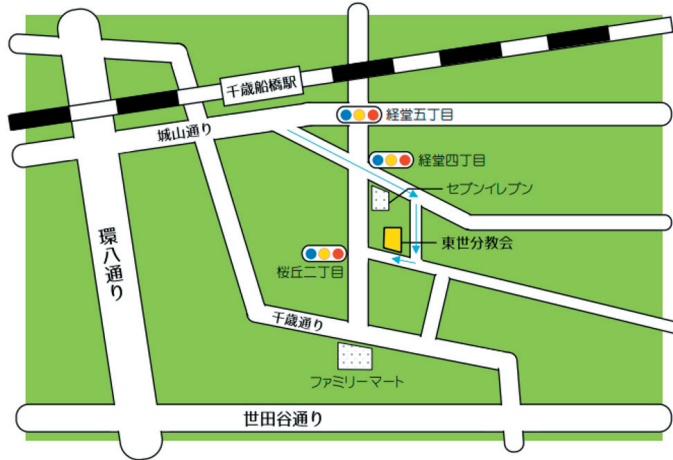 千歳船橋駅
経堂五丁目
城山通り
経堂四丁目
セブンイレブン
環八通り
東世分教会
桜丘二丁目
千歳通り
ファミリーマート
世田谷通り